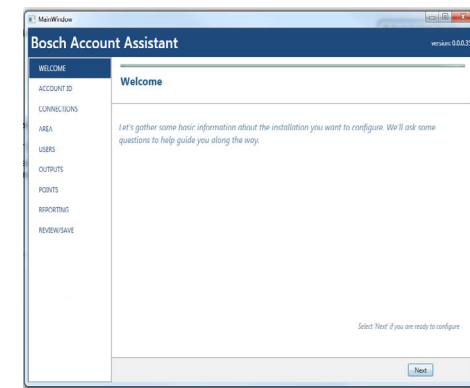 MainWindow
Bosch Account Assistant
version: 0.0.0.35
WELCOME
ACCOUNT ID
CONNECTIONS
AREA
USERS
OUTPUTS
POINTS
REPORTING
REVIEW/SAVE
Welcome
Let's gather some basic information about the installation you want to configure. We'll ask some
questions to help guide you along the way.
Select 'Next' if you are ready to configure
Next